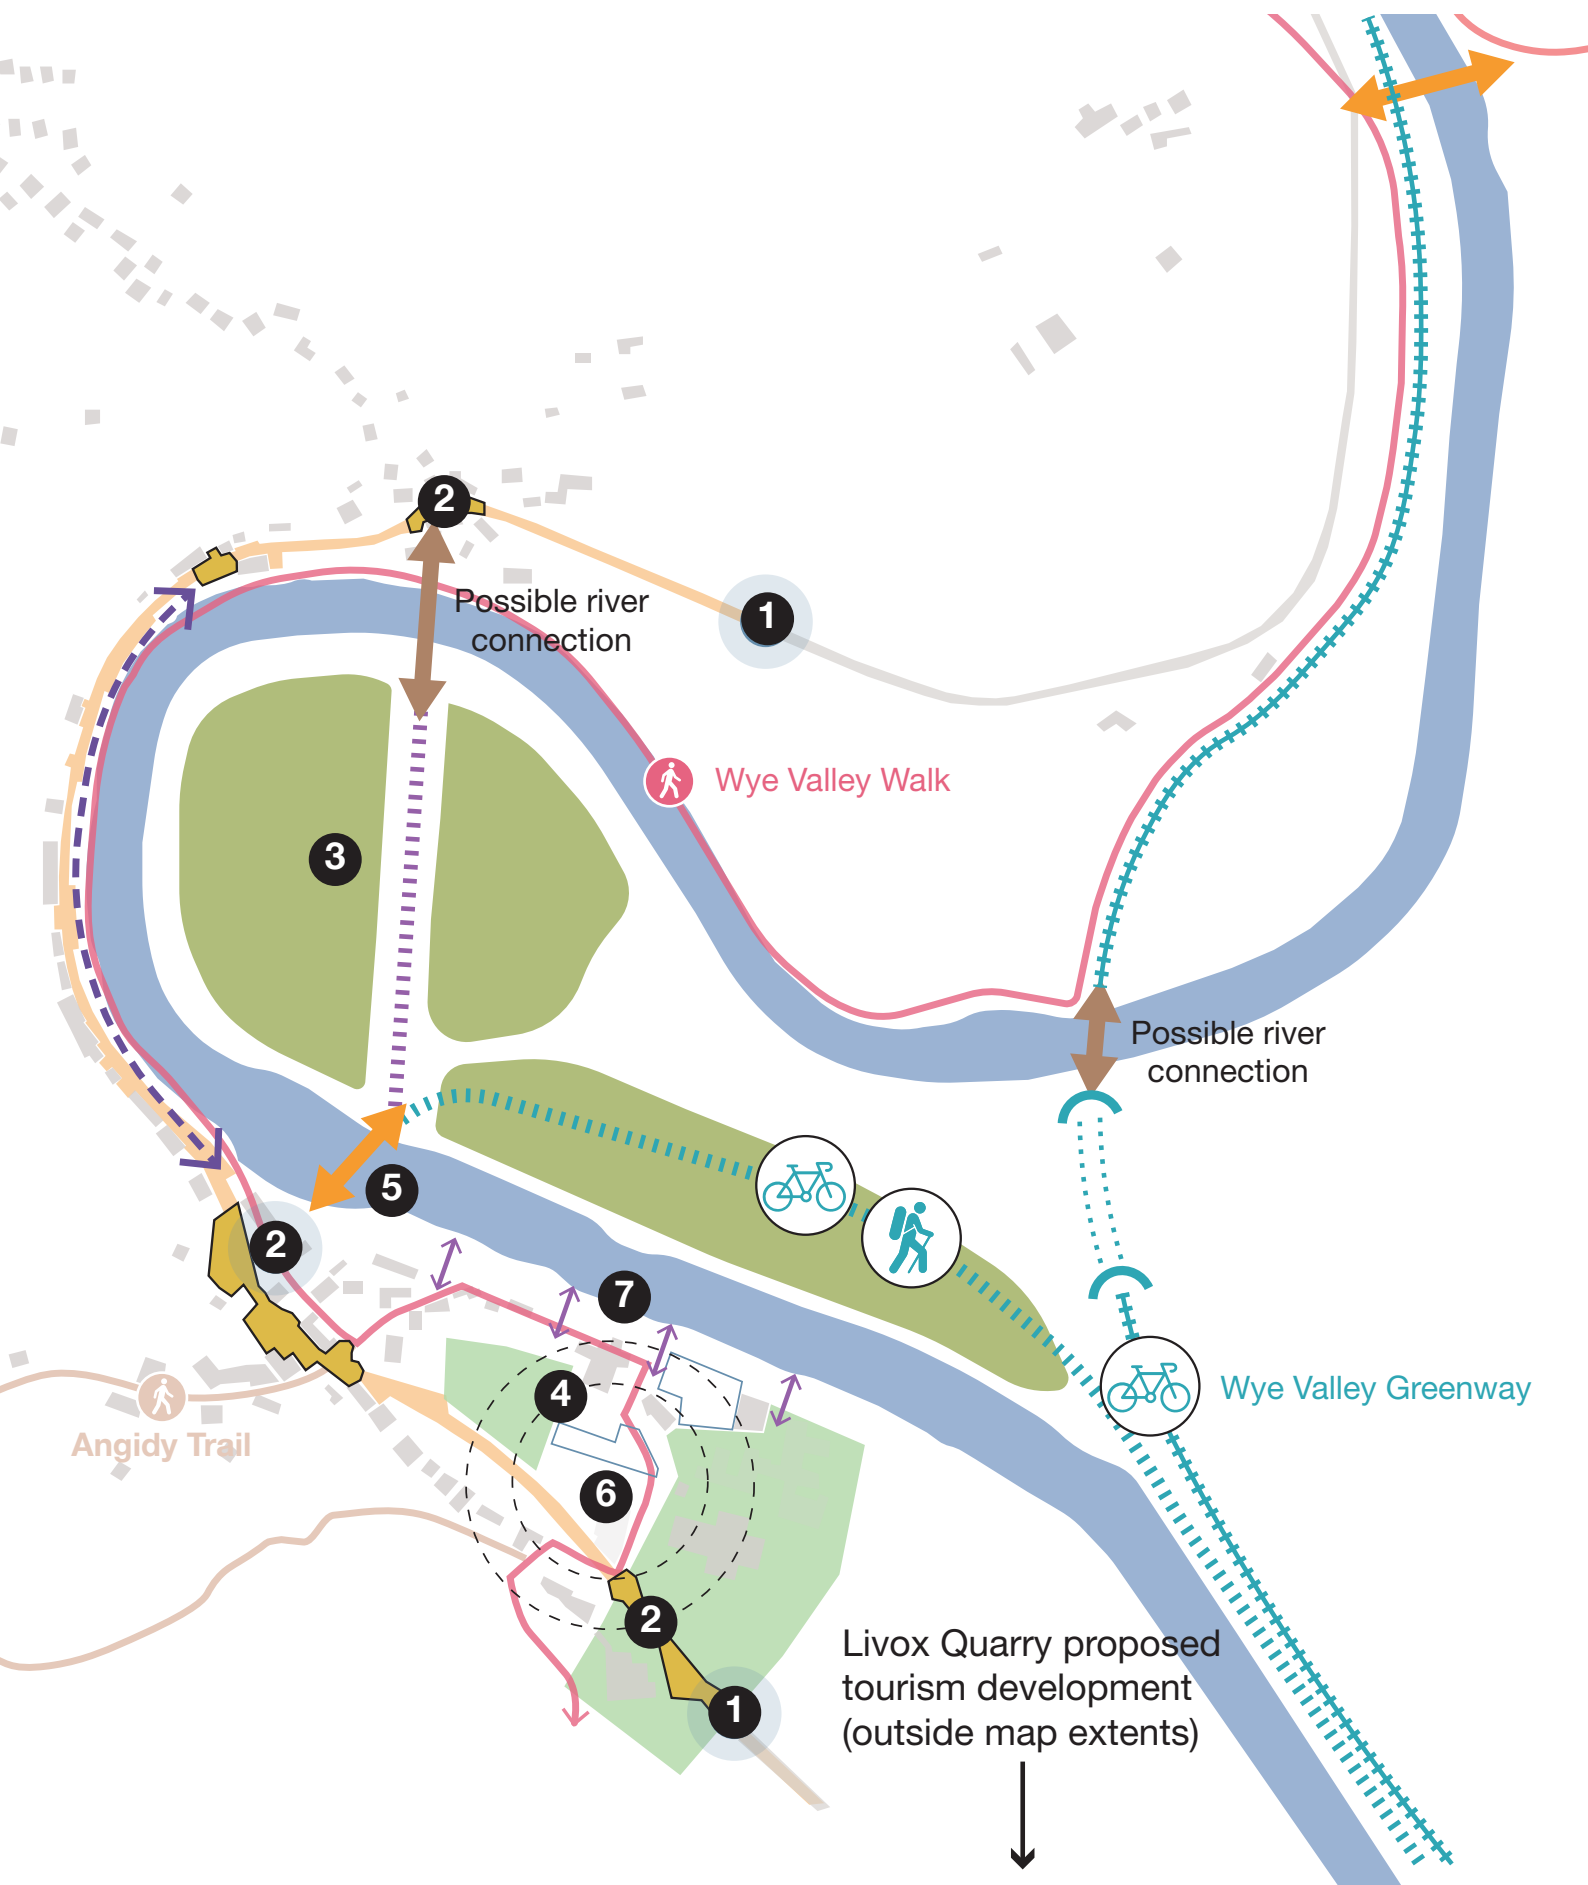 2
1
Possible river
connection
Wye Valley Walk
3
Possible river
connection
5
2
7
4
Wye Valley Greenway
Angidy Trail
6
2
Livox Quarry proposed
tourism development
(outside map extents)
1